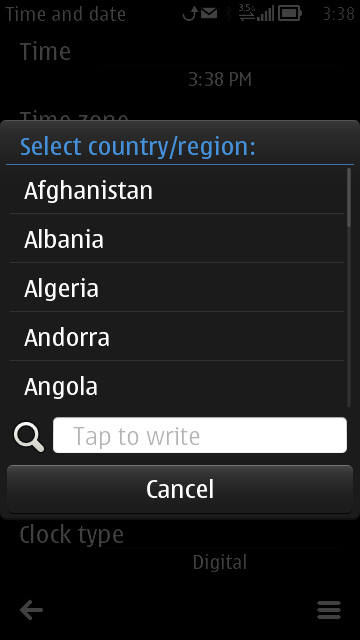 Time and date
3.5G
3:38
Time
3:38 PM
Time zone
Select country/region:
Afghanistan
Albania
Algeria
Andorra
Angola
Tap to write
Cancel
Clock type
Digital